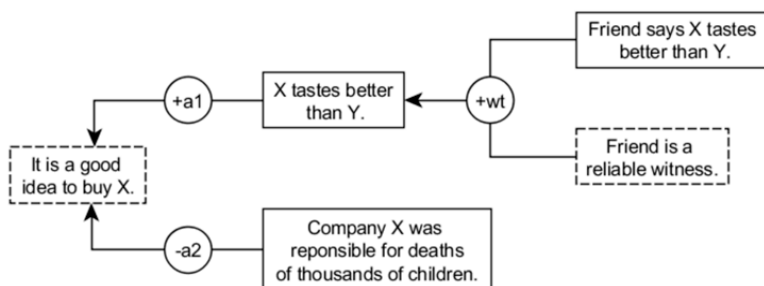 Friend says X tastes
better than Y.
+a1
X tastes better
than Y.
+wt
It is a good
idea to buy X.
Friend is a
reliable witness.
-a2
Company X was
reponsible for deaths
of thousands of children.